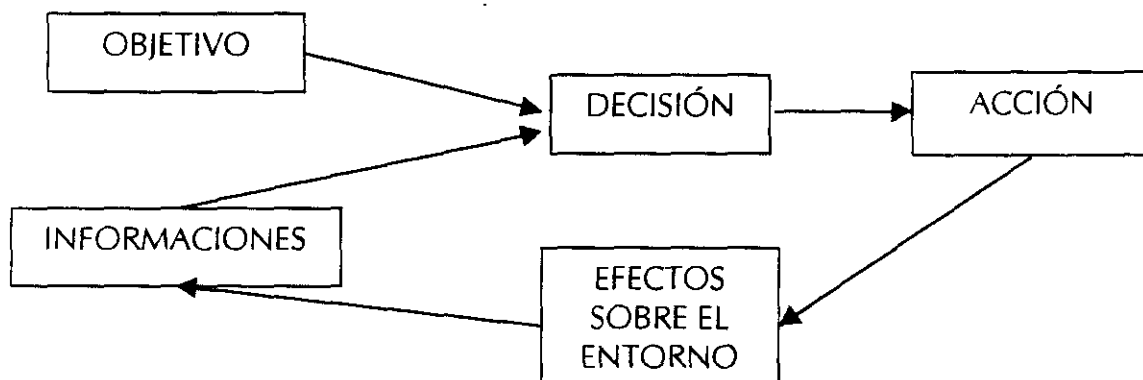 OBJETIVO
DECISIÓN
ACCIÓN
INFORMACIONES
EFECTOS
SOBRE EL
ENTORNO